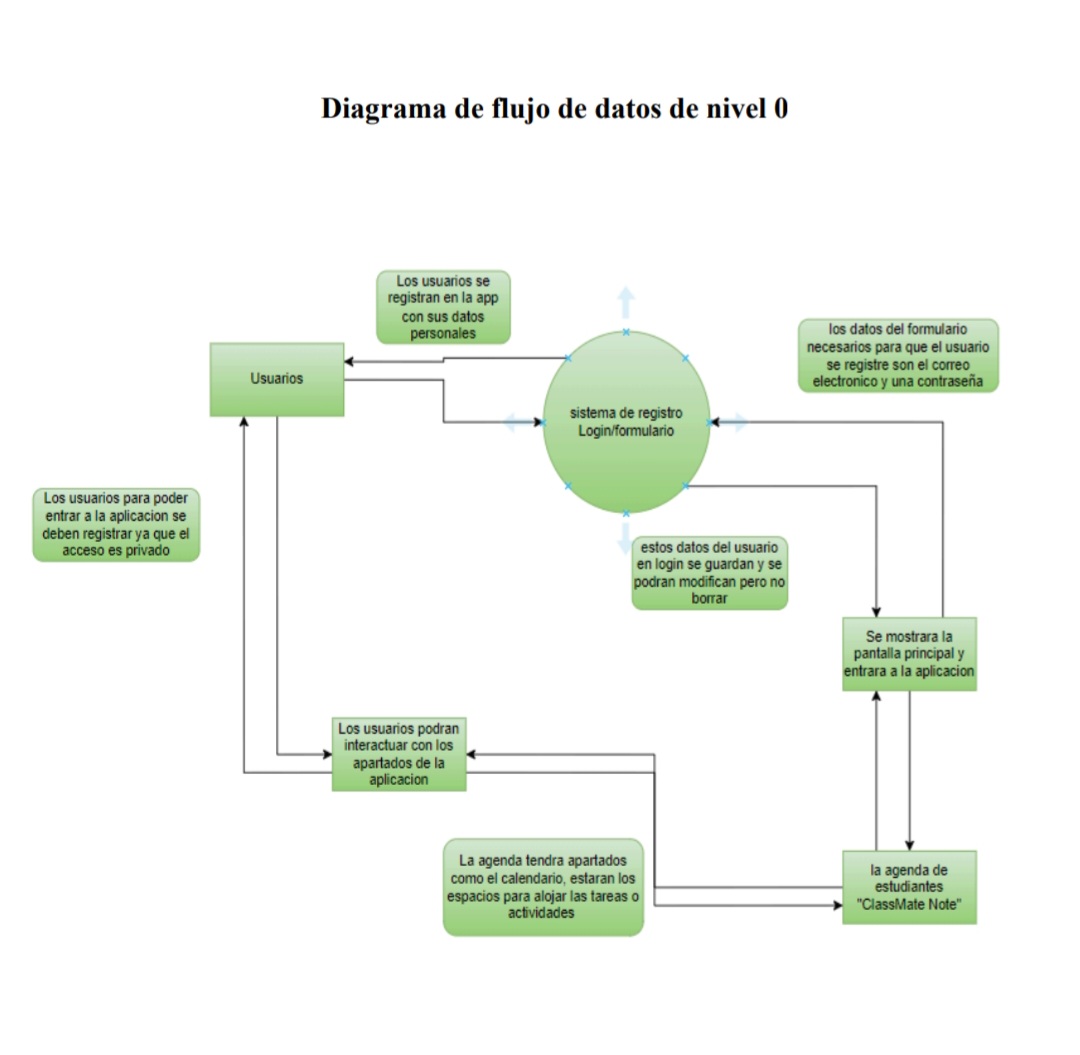 Diagrama de flujo de datos de nivel 0
Los usuarios se
registran en la app
con sus datos
personales
los datos del formulario
necesarios para que el usuario
se registre son el correo
electronico y una contraseña
Usuarios
sistema de registro
Login/formulario
Los usuarios para poder
entrar a la aplicacion se
deben registrar ya que el
acceso es privado
estos datos del usuario
en login se guardan y se
podran modifican pero no
borrar
Se mostrara la
pantalla principal y
entrara a la aplicacion
Los usuarios podran
interactuar con los
apartados de la
aplicacion
La agenda tendra apartados
como el calendario, estaran los
espacios para alojar las tareas o
actividades
la agenda de
estudiantes
"ClassMate Note"